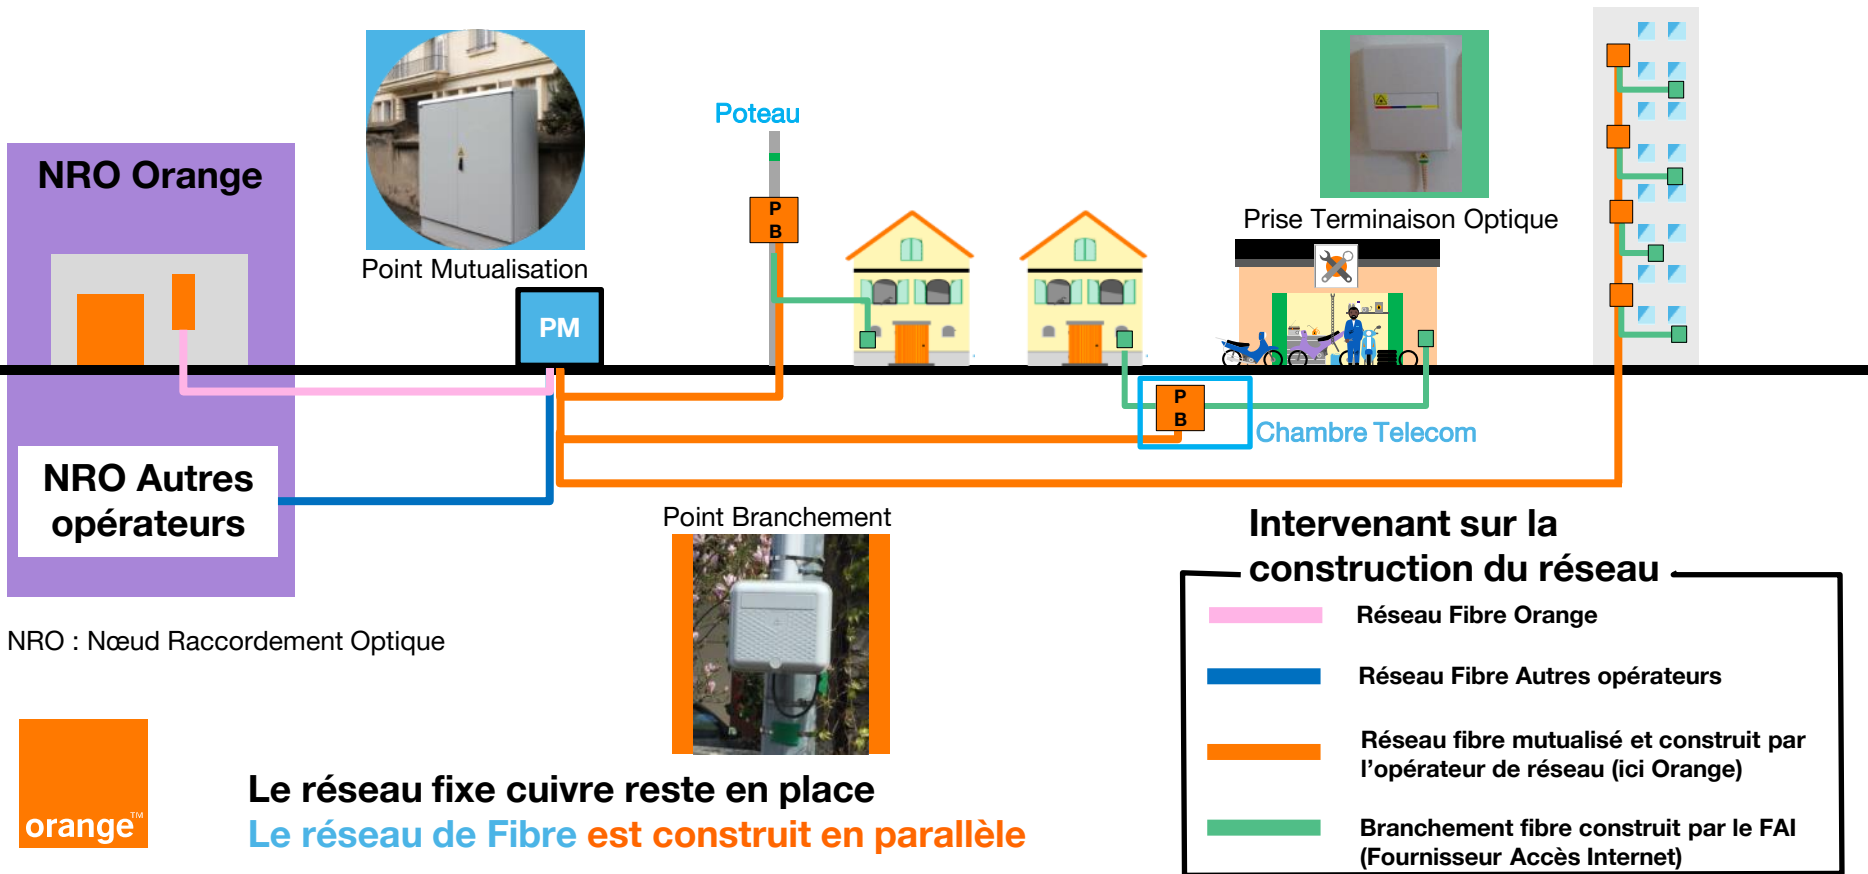 NRO Orange
Point Mutualisation
PM
Poteau
P
B
Prise Terminaison Optique
P
B
Chambre Telecom
NRO Autres
opérateurs
Point Branchement
NRO : Nœud Raccordement Optique
Intervenant sur la
construction du réseau
Réseau Fibre Orange
Réseau Fibre Autres opérateurs
Réseau fibre mutualisé et construit par
l’opérateur de réseau (ici Orange)
Branchement fibre construit par le FAI
(Fournisseur Accès Internet)
orange™
Le réseau fixe cuivre reste en place
Le réseau de Fibre est construit en parallèle